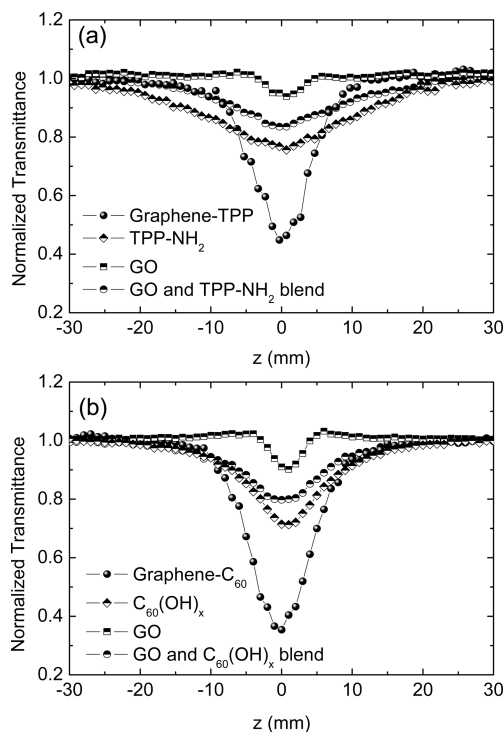 (a)
1.2
1.0
0.8
0.6
0.4
0.2
Normalized Transmittance
Graphene-TPP
TPP-NH2
GO
GO and TPP-NH2 blend
-30 -20 -10 0 10 20 30
z (mm)
(b)
1.2
1.0
0.8
0.6
0.4
0.2
Normalized Transmittance
Graphene-C60
C60(OH)x
GO
GO and C60(OH)x blend
-30 -20 -10 0 10 20 30
z (mm)